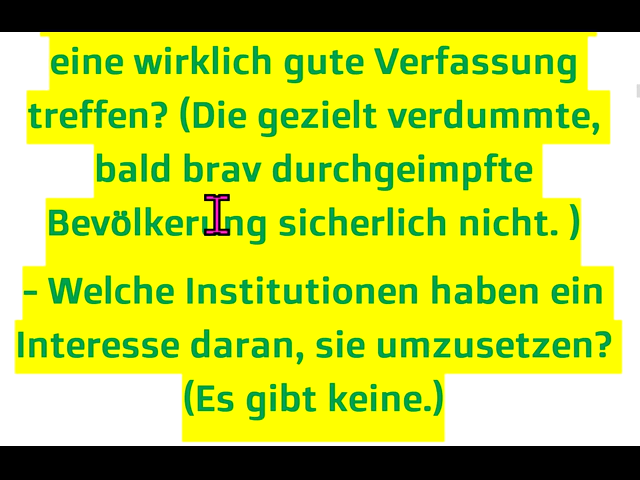 eine wirklich gute Verfassung
treffen? (Die gezielt verdummte,
bald brav durchgeimpfte
Bevölkerung sicherlich nicht. )
- Welche Institutionen haben ein
Interesse daran, sie umzusetzen?
(Es gibt keine.)